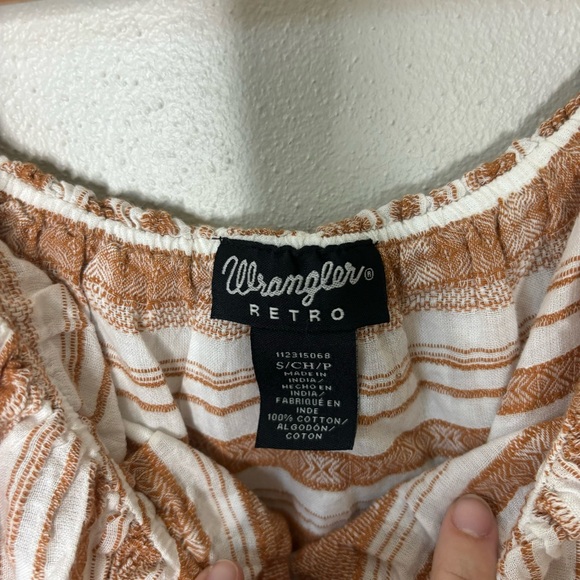 Wrangler®
RETRO
112315068
S/CH/P
MADE IN
INDIA/
HECHO EN
INDIA/
FABRIQUÉ EN
INDE
100% COTTON/
ALGODÓN/
COTON